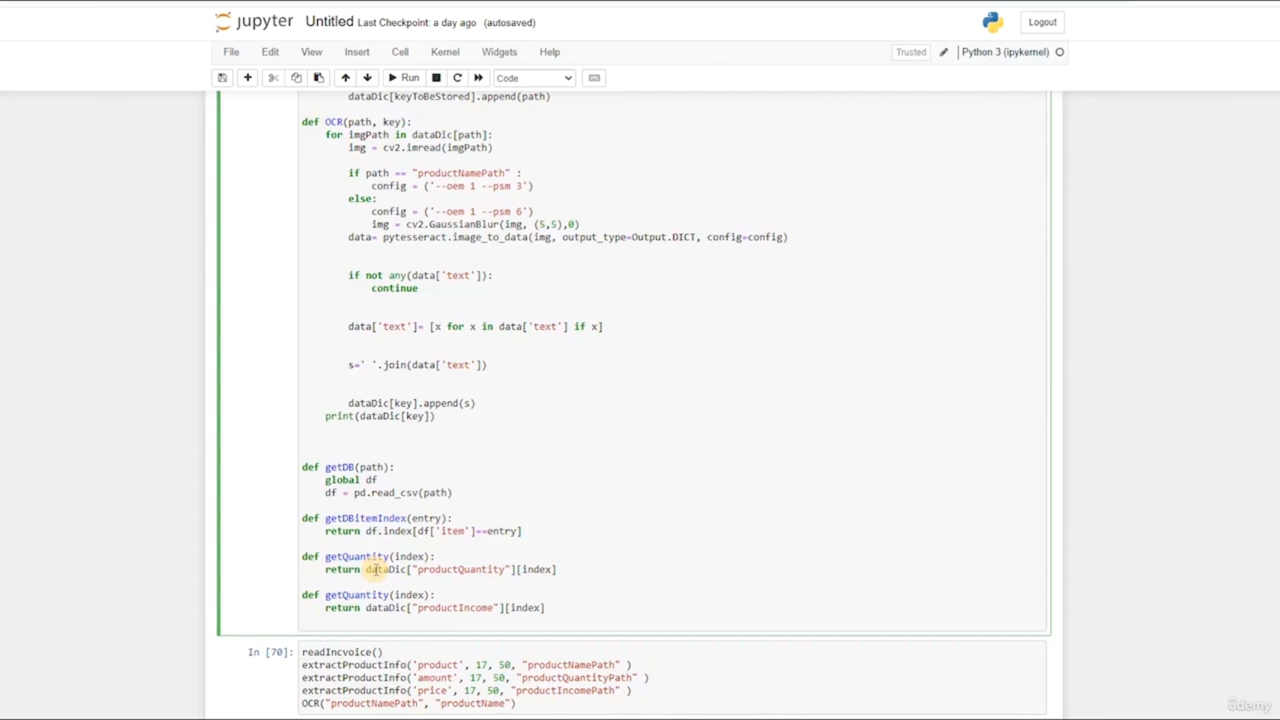 jupyter Untitled Last Checkpoint: a day ago (autosaved) Logout
File Edit View Insert Cell Kernel Widgets Help Trusted Python 3 (ipykernel)
Run Code
dataDic[keyToBeStored].append(path)
def OCR(path, key):
for imgPath in dataDic[path]:
img = cv2.imread(imgPath)
if path == "productNamePath" :
config = ('--oem 1 --psm 3')
else:
config = ('--oem 1 --psm 6')
img = cv2.GaussianBlur(img, (5,5),0)
data= pytesseract.image_to_data(img, output_type=Output.DICT, config=config)
if not any(data['text']):
continue
data['text']= [x for x in data['text'] if x]
s=' '.join(data['text'])
dataDic[key].append(s)
print(dataDic[key])
def getDB(path):
global df
df = pd.read_csv(path)
def getDBitemIndex(entry):
return df.index[df['item']==entry]
def getQuantity(index):
return dataDic["productQuantity"][index]
def getQuantity(index):
return dataDic["productIncome"][index]
In [70]: readIncvoice()
extractProductInfo('product', 17, 50, "productNamePath" )
extractProductInfo('amount', 17, 50, "productQuantityPath" )
extractProductInfo('price', 17, 50, "productIncomePath" )
OCR("productNamePath", "productName")
ûdemy